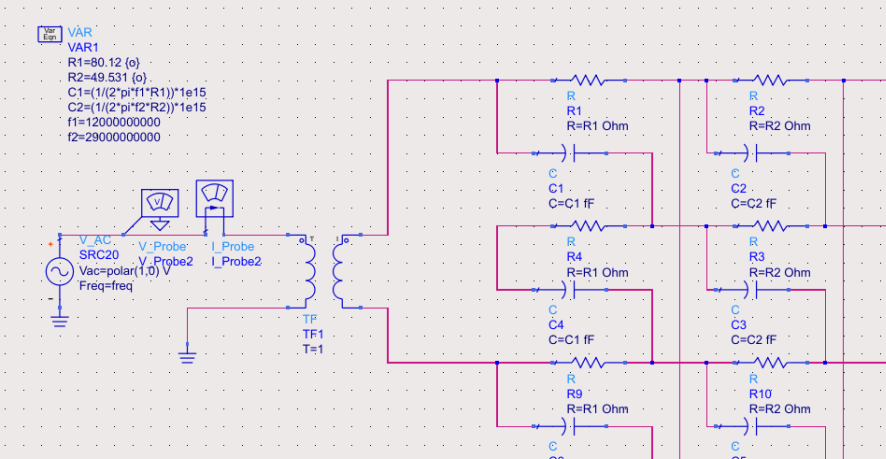 Var
Eqn
VAR
VAR1
R1=80.12 {o}
R2=49.531 {o}
C1=(1/(2*pi*f1*R1))*1e15
C2=(1/(2*pi*f2*R2))*1e15
f1=12000000000
f2=29000000000
R
R1
R=R1 Ohm
R
R2
R=R2 Ohm
C
C1
C=C1 fF
C
C2
C=C2 fF
V_AC
SRC20
Vac=polar(1,0) V
Freq=freq
V
V_Probe
V_Probe2
I_Probe
I_Probe2
T
1
TF
TF1
T=1
R
R4
R=R1 Ohm
R
R3
R=R2 Ohm
C
C4
C=C1 fF
C
C3
C=C2 fF
R
R9
R=R1 Ohm
R
R10
R=R2 Ohm
C
C